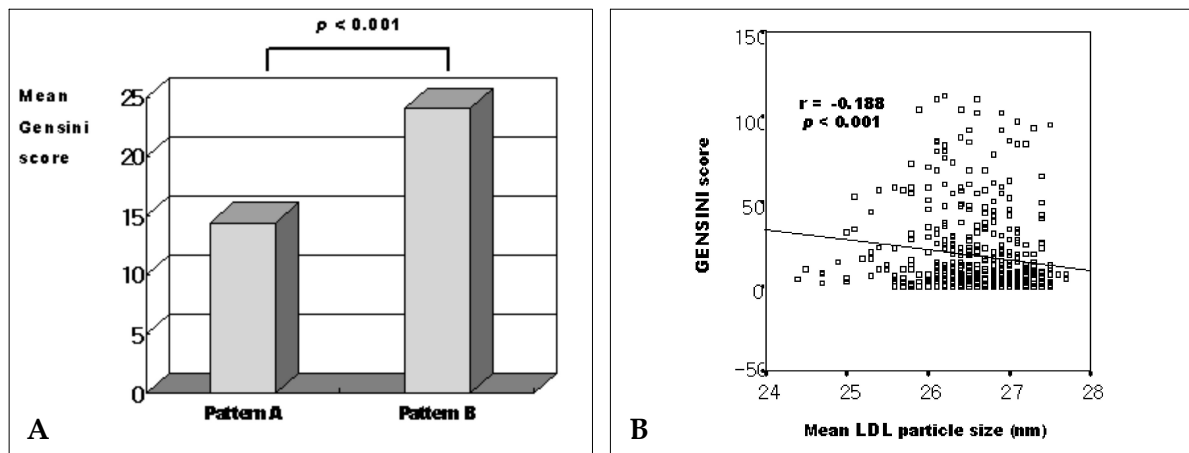 p < 0.001
Mean
Gensini
score
25
20
15
10
5
0
Pattern A Pattern B
A
150
100
50
0
-50
GENSINI score
r = -0.188
p < 0.001
24 25 26 27 28
Mean LDL particle size (nm)
B